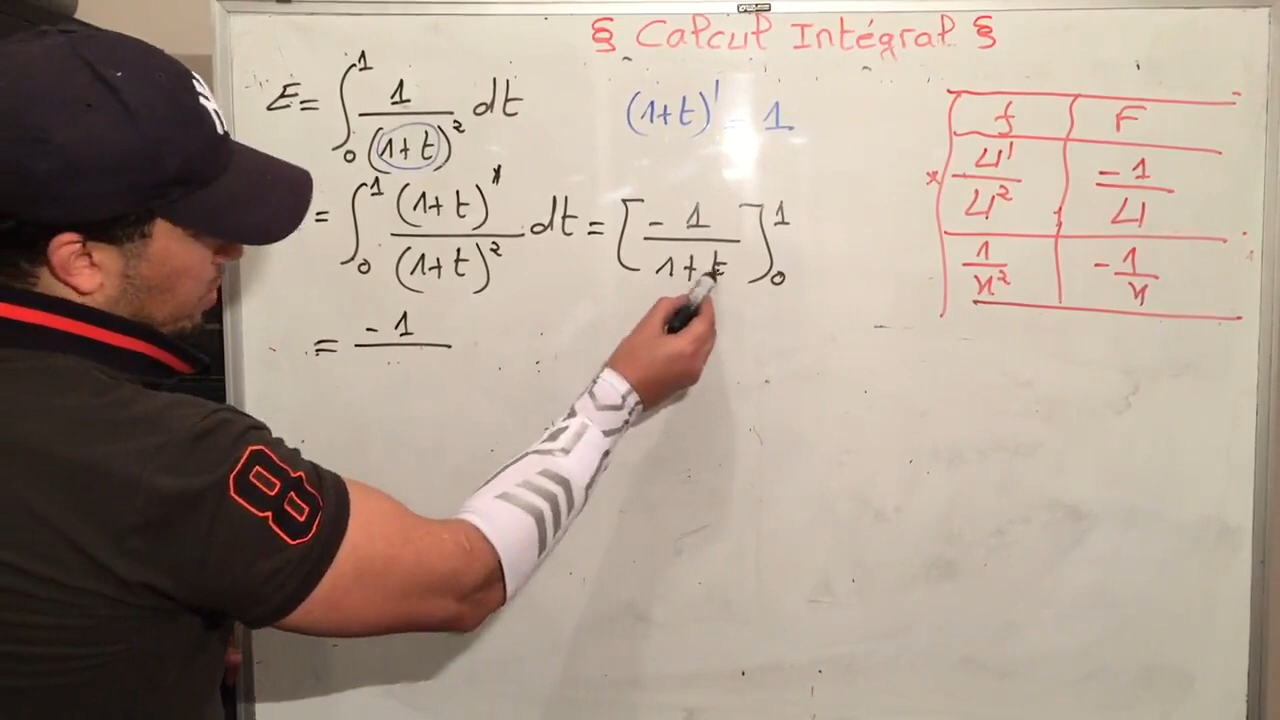 § Calcul Intégral §
E = ∫₀¹ 1/(1+t)² dt
(1+t)' = 1
= ∫₀¹ (1+t)'/(1+t)² dt = [-1/(1+t)]₀¹
= -1/
f | F
* U'/U² | -1/U
1/x² | -1/x
8